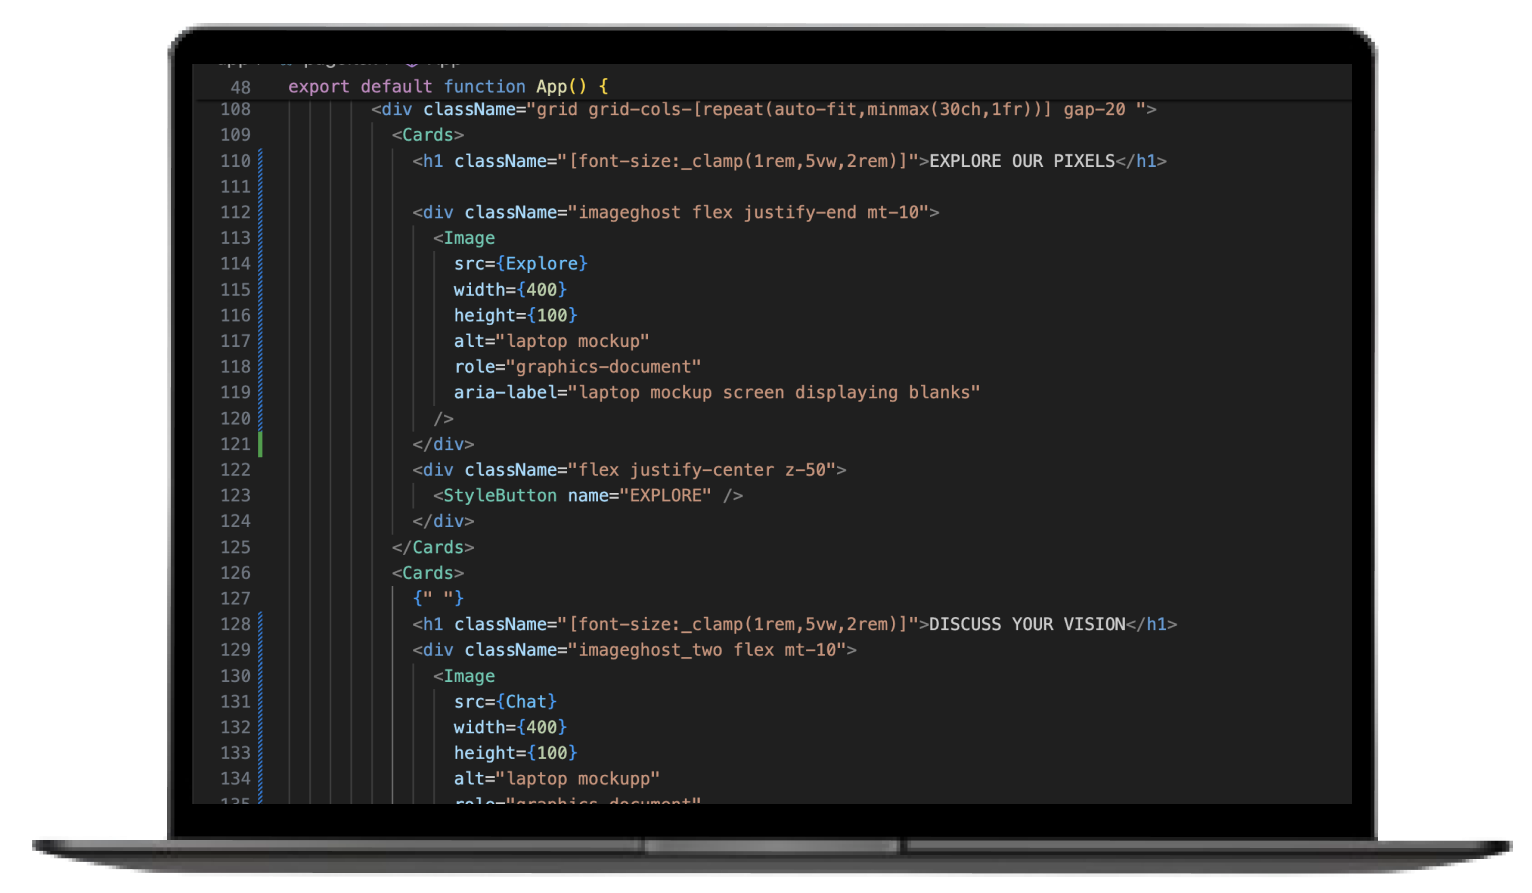 48 export default function App() {
108 <div className="grid grid-cols-[repeat(auto-fit,minmax(30ch,1fr))] gap-20 ">
109 <Cards>
110 <h1 className="[font-size:_clamp(1rem,5vw,2rem)]">EXPLORE OUR PIXELS</h1>
111
112 <div className="imageghost flex justify-end mt-10">
113 <Image
114 src={Explore}
115 width={400}
116 height={100}
117 alt="laptop mockup"
118 role="graphics-document"
119 aria-label="laptop mockup screen displaying blanks"
120 />
121 </div>
122 <div className="flex justify-center z-50">
123 <StyleButton name="EXPLORE" />
124 </div>
125 </Cards>
126 <Cards>
127 {" "}
128 <h1 className="[font-size:_clamp(1rem,5vw,2rem)]">DISCUSS YOUR VISION</h1>
129 <div className="imageghost_two flex mt-10">
130 <Image
131 src={Chat}
132 width={400}
133 height={100}
134 alt="laptop mockupp"
135 role="graphics-document"